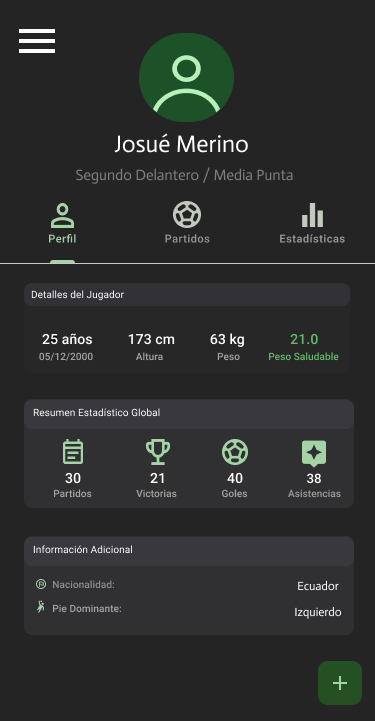 Josué Merino
Segundo Delantero / Media Punta
Perfil Partidos Estadísticas
Detalles del Jugador
25 años 173 cm 63 kg 21.0
05/12/2000 Altura Peso Peso Saludable
Resumen Estadístico Global
30 21 40 38
Partidos Victorias Goles Asistencias
Información Adicional
Nacionalidad: Ecuador
Pie Dominante: Izquierdo